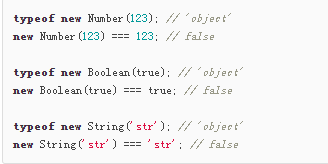 typeof new Number(123); // 'object'
new Number(123) === 123; // false
typeof new Boolean(true); // 'object'
new Boolean(true) === true; // false
typeof new String('str'); // 'object'
new String('str') === 'str'; // false